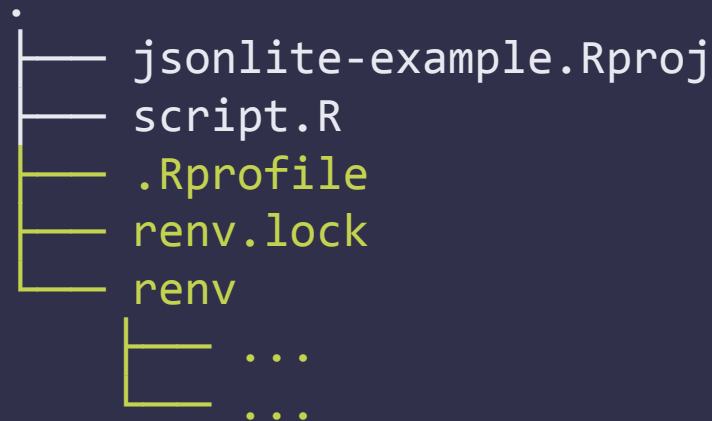 .
├── jsonlite-example.Rproj
├── script.R
├── .Rprofile
├── renv.lock
└── renv
    ├── ...
    └── ...